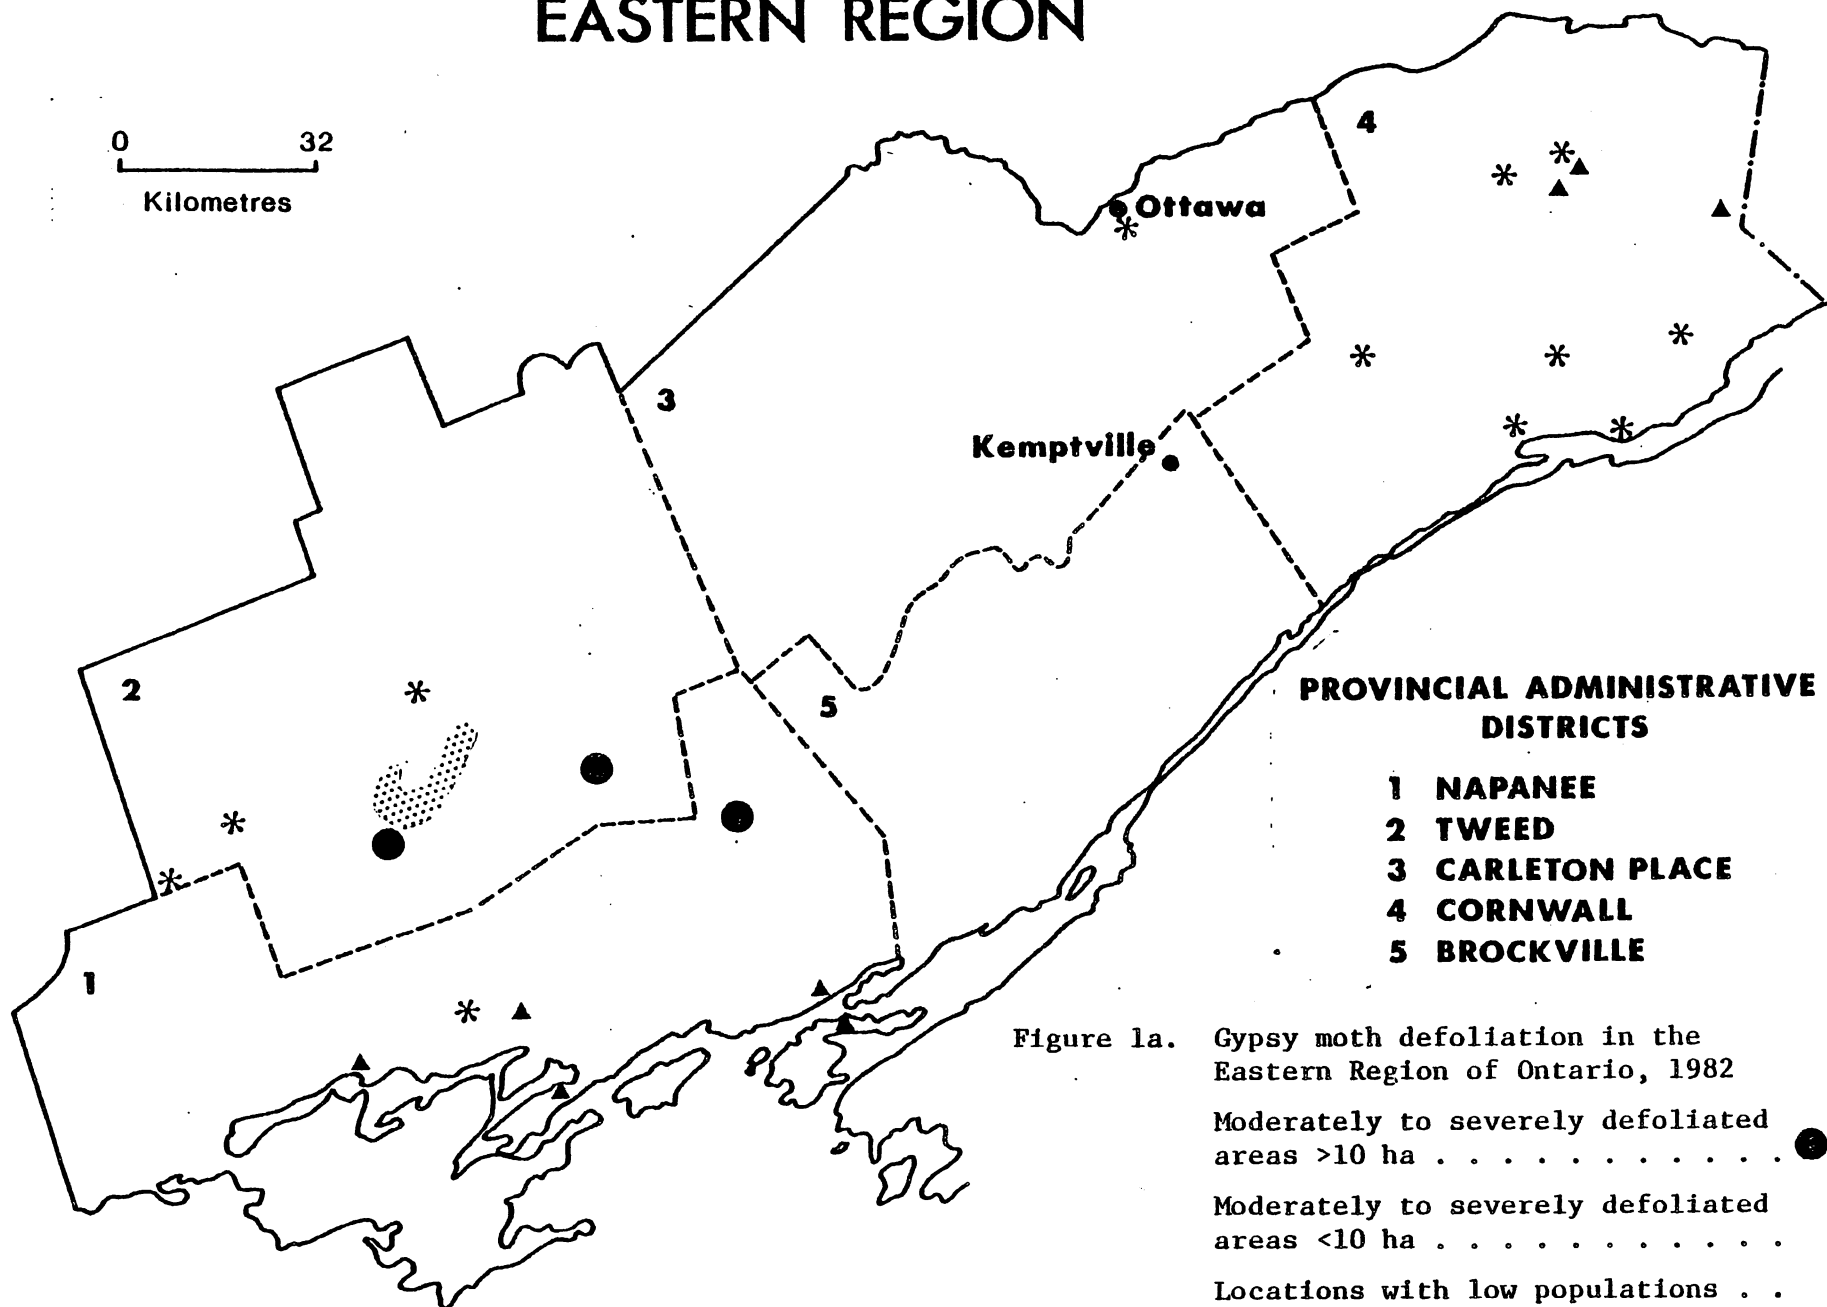 EASTERN REGION
0 32
Kilometres
4
Ottawa
3
Kemptville
2
5
1
PROVINCIAL ADMINISTRATIVE
DISTRICTS
1 NAPANEE
2 TWEED
3 CARLETON PLACE
4 CORNWALL
5 BROCKVILLE
Figure 1a. Gypsy moth defoliation in the
Eastern Region of Ontario, 1982
Moderately to severely defoliated
areas >10 ha . . . . . . . . . . .
Moderately to severely defoliated
areas <10 ha . . . . . . . . . . .
Locations with low populations . .